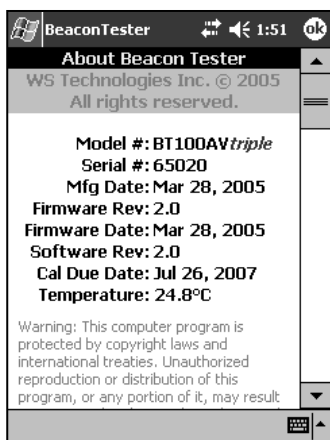 BeaconTester 1:51 ok
About Beacon Tester
WS Technologies Inc. © 2005
All rights reserved.
Model #: BT100AVtriple
Serial #: 65020
Mfg Date: Mar 28, 2005
Firmware Rev: 2.0
Firmware Date: Mar 28, 2005
Software Rev: 2.0
Cal Due Date: Jul 26, 2007
Temperature: 24.8°C
Warning: This computer program is
protected by copyright laws and
international treaties. Unauthorized
reproduction or distribution of this
program, or any portion of it, may result